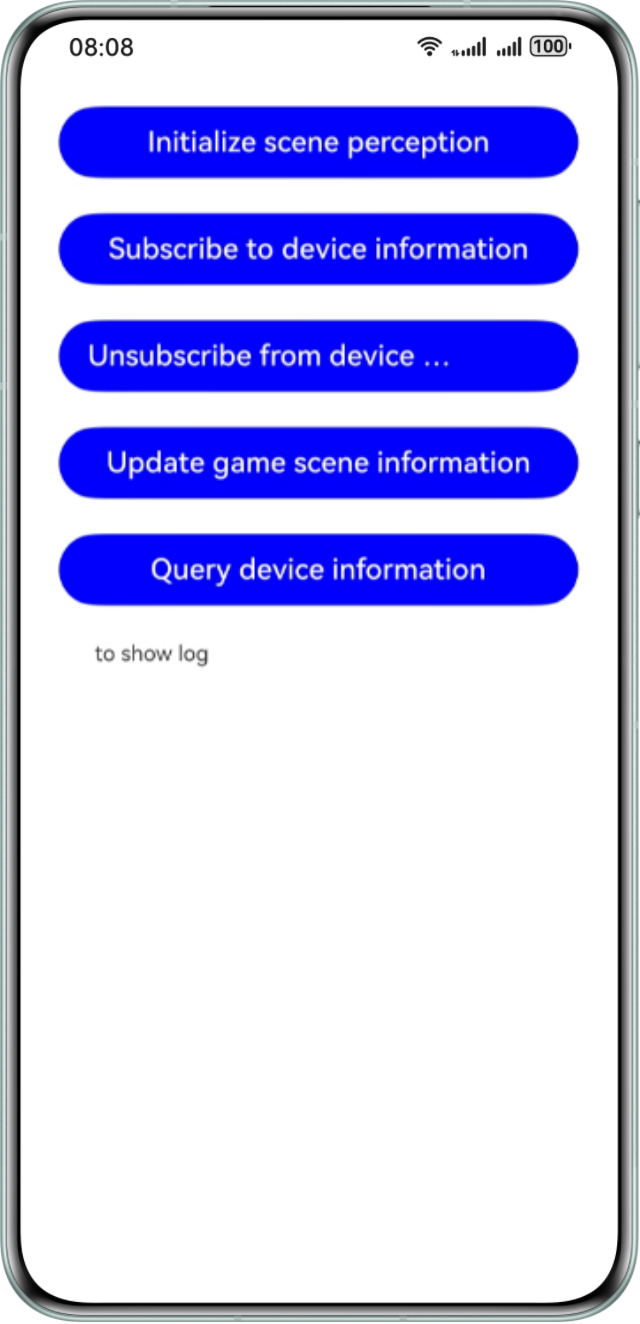 08:08
100
Initialize scene perception
Subscribe to device information
Unsubscribe from device ...
Update game scene information
Query device information
to show log